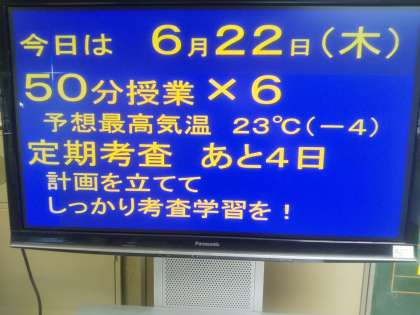 今日は　６月２２日（木）
５０分授業×６
予想最高気温　２３℃（－４）
定期考査　あと４日
計画を立てて
しっかり考査学習を！
Panasonic